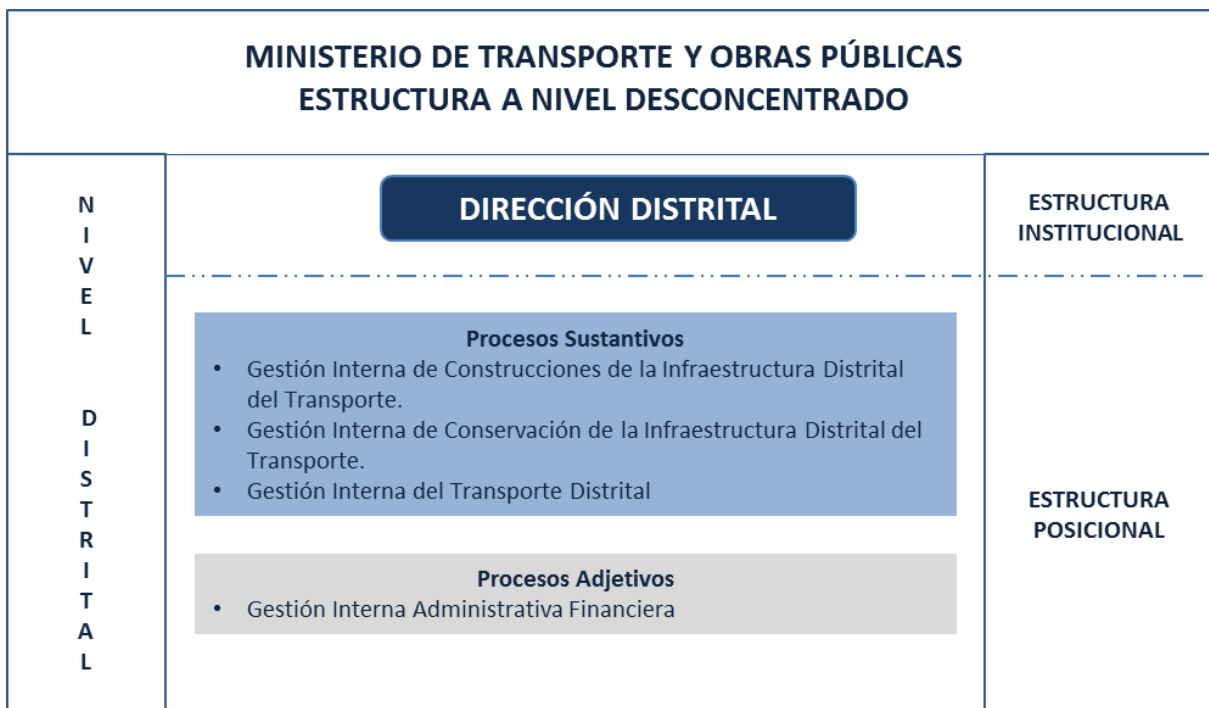 MINISTERIO DE TRANSPORTE Y OBRAS PÚBLICAS
ESTRUCTURA A NIVEL DESCONCENTRADO
NIVEL DISTRITAL
DIRECCIÓN DISTRITAL
ESTRUCTURA
INSTITUCIONAL
Procesos Sustantivos
• Gestión Interna de Construcciones de la Infraestructura Distrital
del Transporte.
• Gestión Interna de Conservación de la Infraestructura Distrital del
Transporte.
• Gestión Interna del Transporte Distrital
Procesos Adjetivos
• Gestión Interna Administrativa Financiera
ESTRUCTURA
POSICIONAL